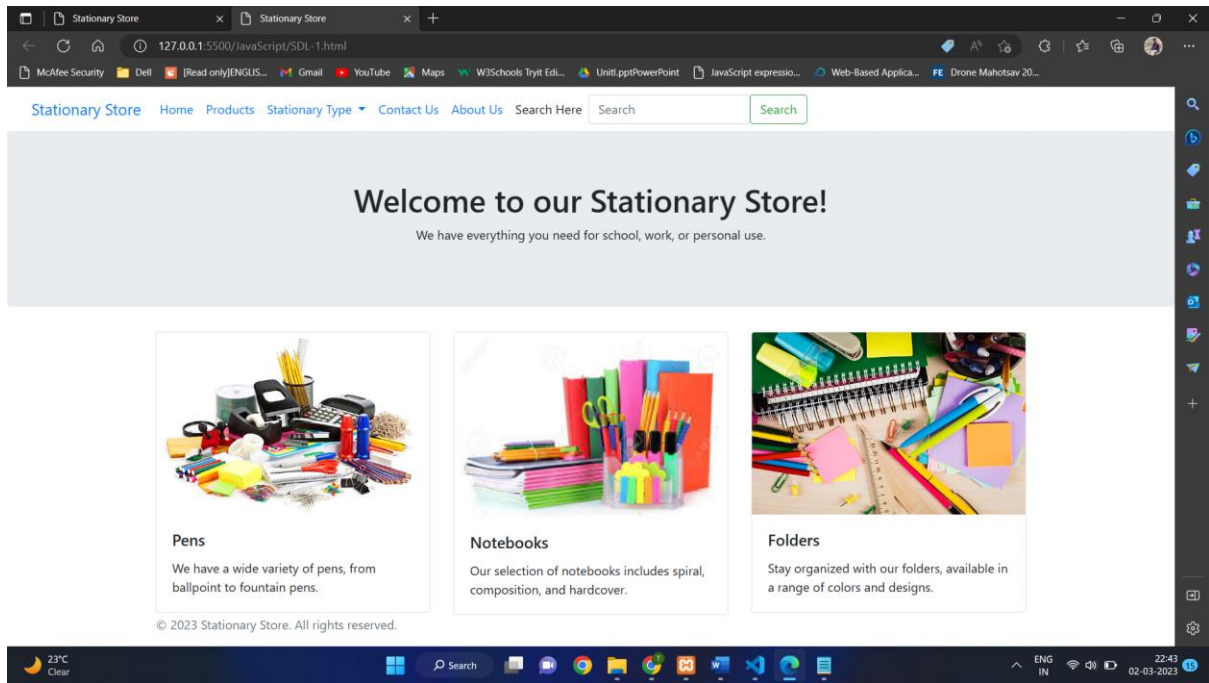 Stationary Store
Stationary Store
127.0.0.1:5500/JavaScript/SDL-1.html
McAfee Security Dell [Read only]ENGLIS... Gmail YouTube Maps W3Schools Tryit Edi... UnitI.pptPowerPoint JavaScript expressio... Web-Based Applica... FE Drone Mahotsav 20...
Stationary Store Home Products Stationary Type Contact Us About Us Search Here Search Search
Welcome to our Stationary Store!
We have everything you need for school, work, or personal use.
Pens
We have a wide variety of pens, from
ballpoint to fountain pens.
Notebooks
Our selection of notebooks includes spiral,
composition, and hardcover.
Folders
Stay organized with our folders, available in
a range of colors and designs.
© 2023 Stationary Store. All rights reserved.
23°C
Clear
Search
ENG
IN
22:43
02-03-2023
15